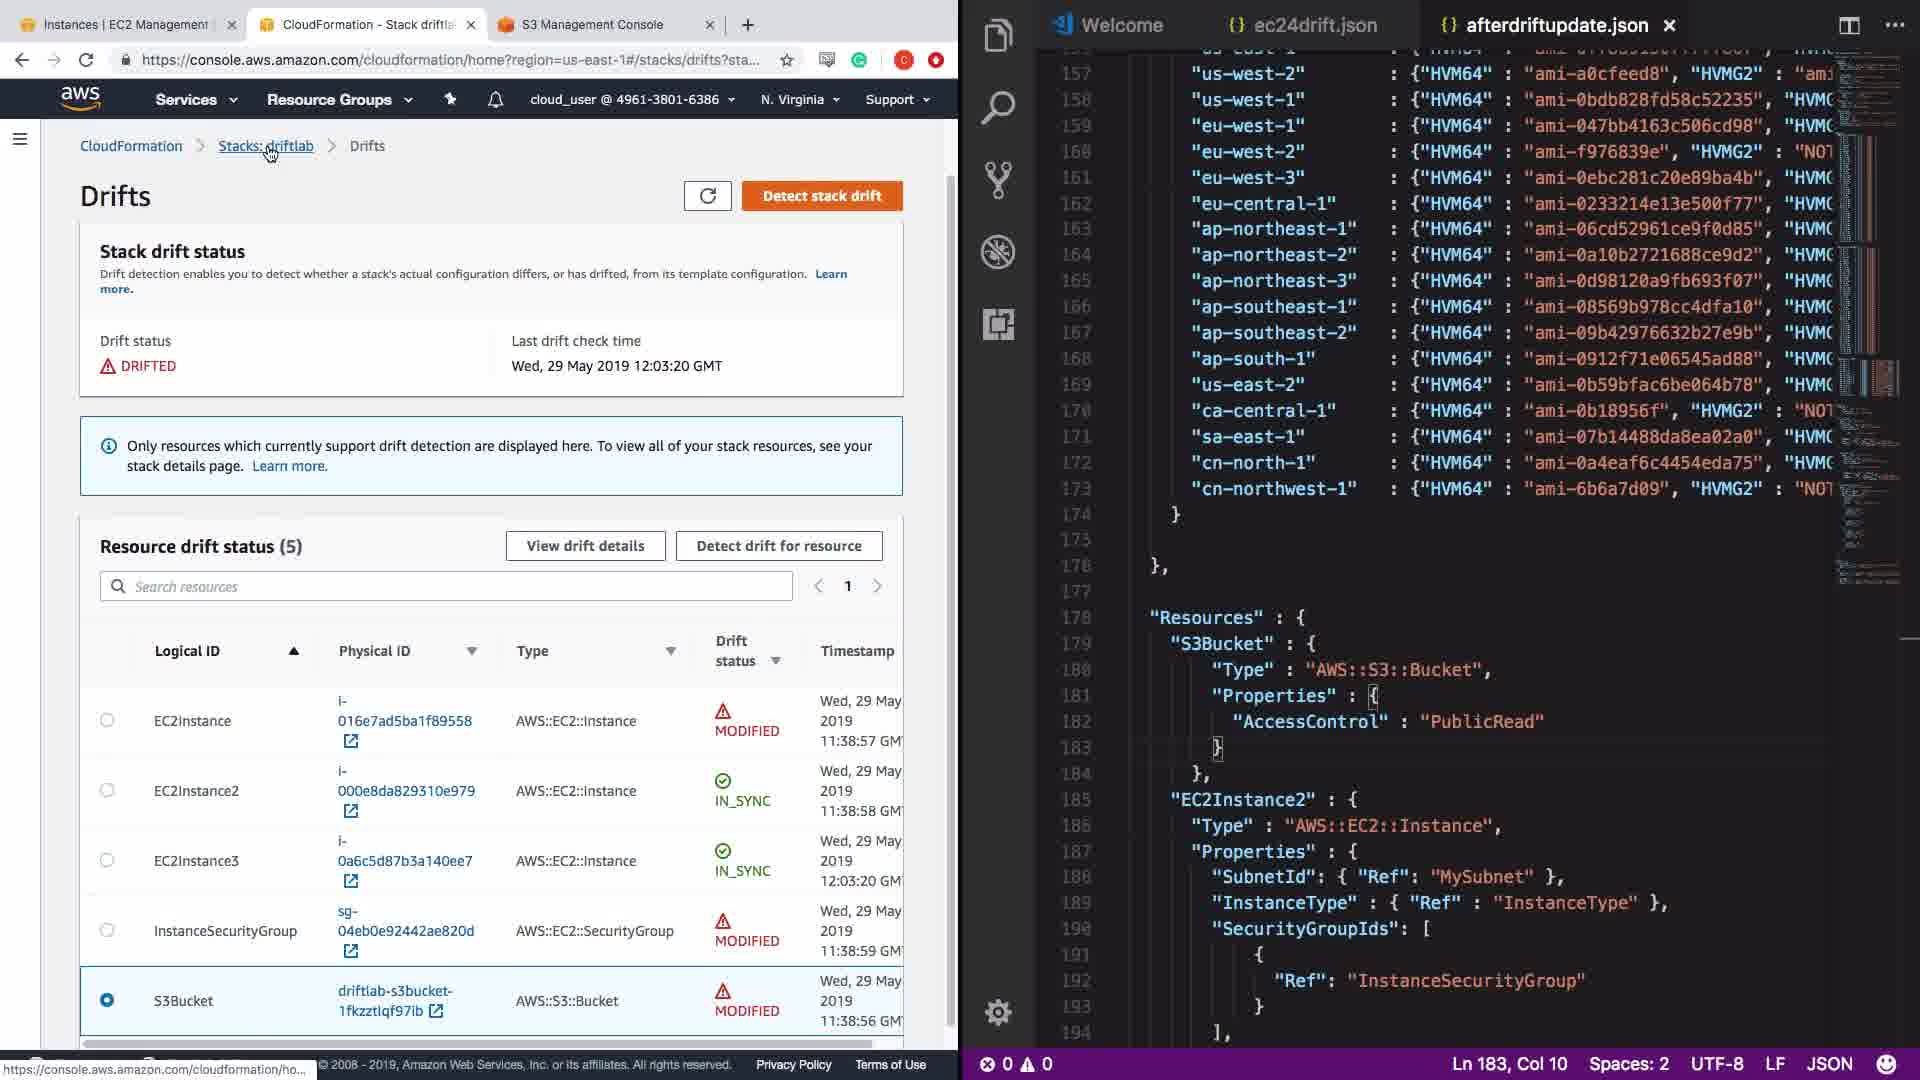 Instances | EC2 Management
CloudFormation - Stack driftla
S3 Management Console
https://console.aws.amazon.com/cloudformation/home?region=us-east-1#/stacks/drifts?sta...
aws
Services
Resource Groups
cloud_user @ 4961-3801-6386
N. Virginia
Support
CloudFormation
Stacks: driftlab
Drifts
Drifts
Detect stack drift
Stack drift status
Drift detection enables you to detect whether a stack's actual configuration differs, or has drifted, from its template configuration. Learn
more.
Drift status
Last drift check time
DRIFTED
Wed, 29 May 2019 12:03:20 GMT
Only resources which currently support drift detection are displayed here. To view all of your stack resources, see your
stack details page. Learn more.
Resource drift status (5)
View drift details
Detect drift for resource
Search resources
1
Logical ID
Physical ID
Type
Drift
status
Timestamp
EC2Instance
i-
016e7ad5ba1f89558
AWS::EC2::Instance
MODIFIED
Wed, 29 May
2019
11:38:57 GM
EC2Instance2
i-
000e8da829310e979
AWS::EC2::Instance
IN_SYNC
Wed, 29 May
2019
11:38:58 GM
EC2Instance3
i-
0a6c5d87b3a140ee7
AWS::EC2::Instance
IN_SYNC
Wed, 29 May
2019
12:03:20 GM
InstanceSecurityGroup
sg-
04eb0e92442ae820d
AWS::EC2::SecurityGroup
MODIFIED
Wed, 29 May
2019
11:38:59 GM
S3Bucket
driftlab-s3bucket-
1fkzztlqf97ib
AWS::S3::Bucket
MODIFIED
Wed, 29 May
2019
11:38:56 GM
https://console.aws.amazon.com/cloudformation/ho...
© 2008 - 2019, Amazon Web Services, Inc. or its affiliates. All rights reserved.
Privacy Policy
Terms of Use
Welcome
{} ec24drift.json
{} afterdriftupdate.json
157 "us-west-2" : {"HVM64" : "ami-a0cfeed8", "HVMG2" : "ami
158 "us-west-1" : {"HVM64" : "ami-0bdb828fd58c52235", "HVMG
159 "eu-west-1" : {"HVM64" : "ami-047bb4163c506cd98", "HVMG
160 "eu-west-2" : {"HVM64" : "ami-f976839e", "HVMG2" : "NOT
161 "eu-west-3" : {"HVM64" : "ami-0ebc281c20e89ba4b", "HVMG
162 "eu-central-1" : {"HVM64" : "ami-0233214e13e500f77", "HVMG
163 "ap-northeast-1" : {"HVM64" : "ami-06cd52961ce9f0d85", "HVMG
164 "ap-northeast-2" : {"HVM64" : "ami-0a10b2721688ce9d2", "HVMG
165 "ap-northeast-3" : {"HVM64" : "ami-0d98120a9fb693f07", "HVMG
166 "ap-southeast-1" : {"HVM64" : "ami-08569b978cc4dfa10", "HVMG
167 "ap-southeast-2" : {"HVM64" : "ami-09b42976632b27e9b", "HVMG
168 "ap-south-1" : {"HVM64" : "ami-0912f71e06545ad88", "HVMG
169 "us-east-2" : {"HVM64" : "ami-0b59bfac6be064b78", "HVMG
170 "ca-central-1" : {"HVM64" : "ami-0b18956f", "HVMG2" : "NOT
171 "sa-east-1" : {"HVM64" : "ami-07b14488da8ea02a0", "HVMG
172 "cn-north-1" : {"HVM64" : "ami-0a4eaf6c4454eda75", "HVMG
173 "cn-northwest-1" : {"HVM64" : "ami-6b6a7d09", "HVMG2" : "NOT
174 }
175
176 },
177
178 "Resources" : {
179 "S3Bucket" : {
180 "Type" : "AWS::S3::Bucket",
181 "Properties" : {
182 "AccessControl" : "PublicRead"
183 }
184 },
185 "EC2Instance2" : {
186 "Type" : "AWS::EC2::Instance",
187 "Properties" : {
188 "SubnetId": { "Ref": "MySubnet" },
189 "InstanceType" : { "Ref" : "InstanceType" },
190 "SecurityGroupIds": [
191 {
192 "Ref": "InstanceSecurityGroup"
193 }
194 ],
0 0
Ln 183, Col 10
Spaces: 2
UTF-8
LF
JSON